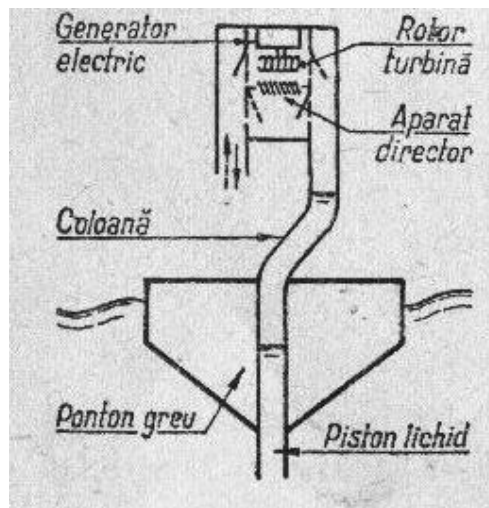 Generator
electric
Rotor
turbină
Aparat
director
Coloană
Ponton greu
Piston lichid